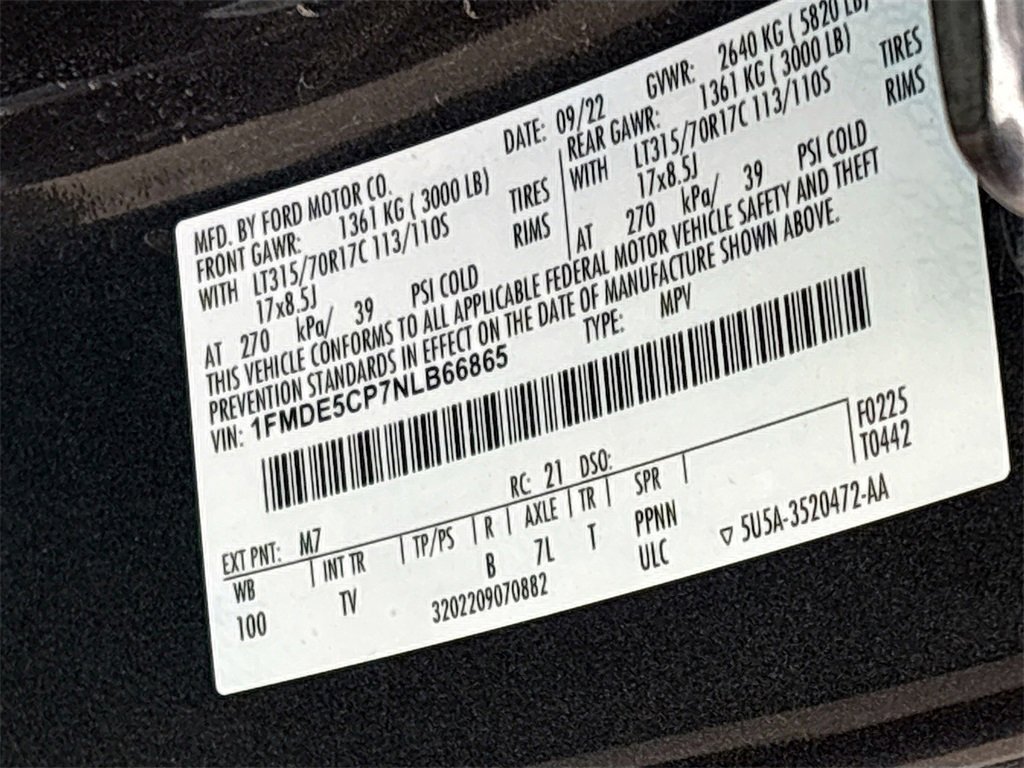 MFD. BY FORD MOTOR CO.
DATE: 09/22 GVWR: 2640 KG ( 5820 LB)
FRONT GAWR: 1361 KG ( 3000 LB)
WITH LT315/70R17C 113/110S TIRES
17x8.5J RIMS
AT 270 kPa/ 39 PSI COLD
REAR GAWR: 1361 KG ( 3000 LB)
WITH LT315/70R17C 113/110S TIRES
17x8.5J RIMS
AT 270 kPa/ 39 PSI COLD
THIS VEHICLE CONFORMS TO ALL APPLICABLE FEDERAL MOTOR VEHICLE SAFETY AND THEFT
PREVENTION STANDARDS IN EFFECT ON THE DATE OF MANUFACTURE SHOWN ABOVE.
VIN: 1FMDE5CP7NLB66865 TYPE: MPV
F0225
T0442
EXT PNT: M7 RC: 21 DSO:
WB INT TR TP/PS R AXLE TR SPR
100 TV B 7L T PPNN
ULC
3202209070882
5U5A-3520472-AA